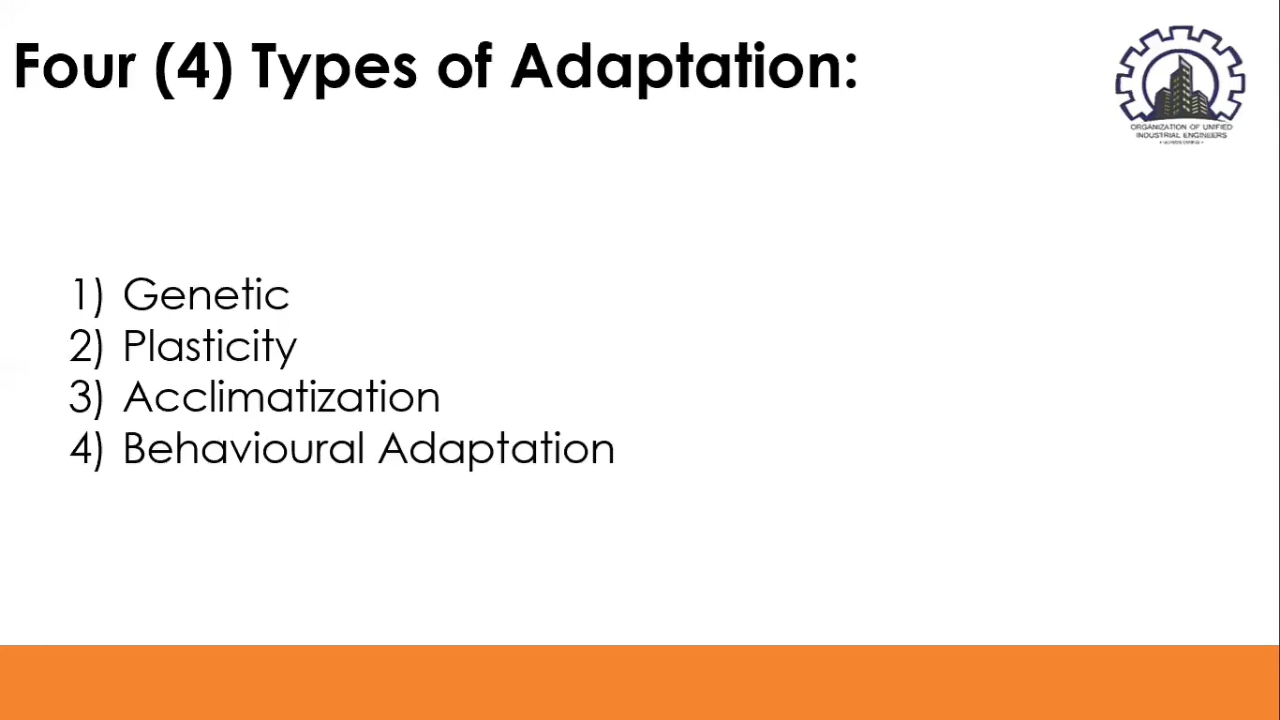 Four (4) Types of Adaptation:
ORGANIZATION OF UNIFIED
INDUSTRIAL ENGINEERS
1) Genetic
2) Plasticity
3) Acclimatization
4) Behavioural Adaptation